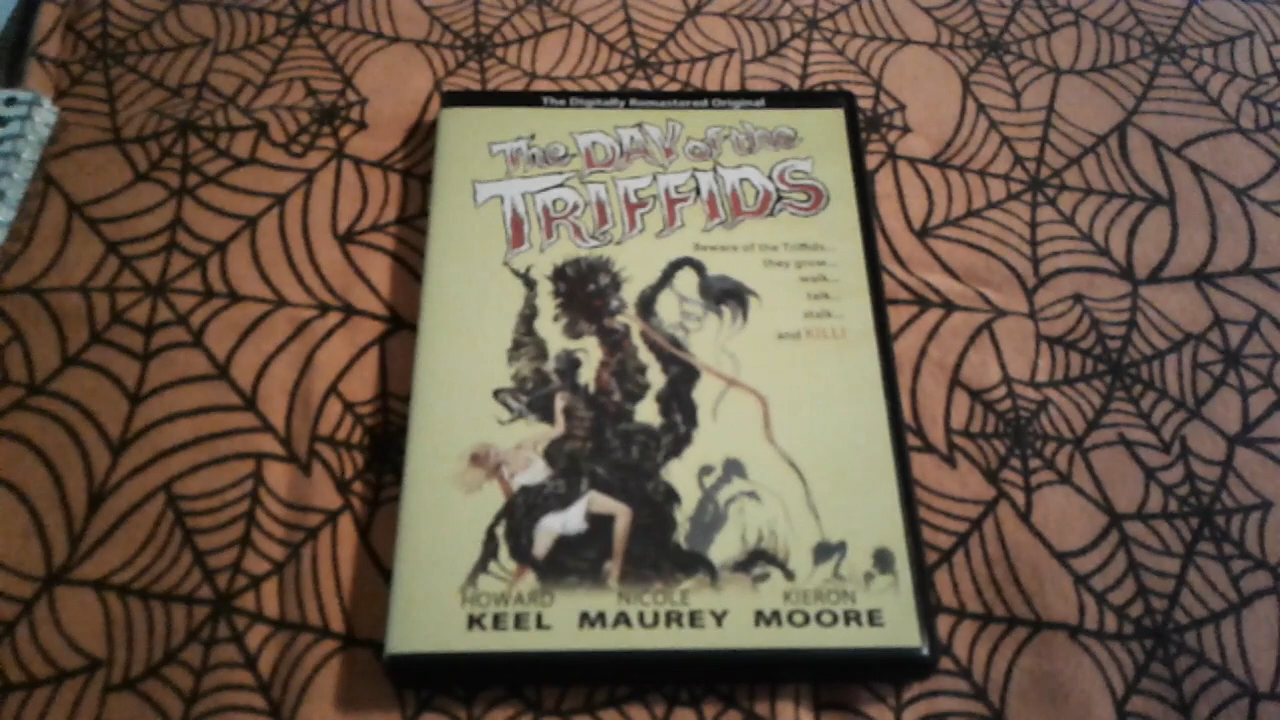 The Digitally Remastered Original
The DAY of the
TRIFFIDS
Beware of the Triffids...
they grow...
walk...
talk...
stalk...
and KILL!
HOWARD NICOLE KIERON
KEEL MAUREY MOORE